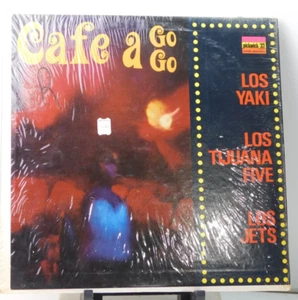 Cafe a Go
Go
LOS
YAKI
LOS
TIJUANA
FIVE
LOS
JETS